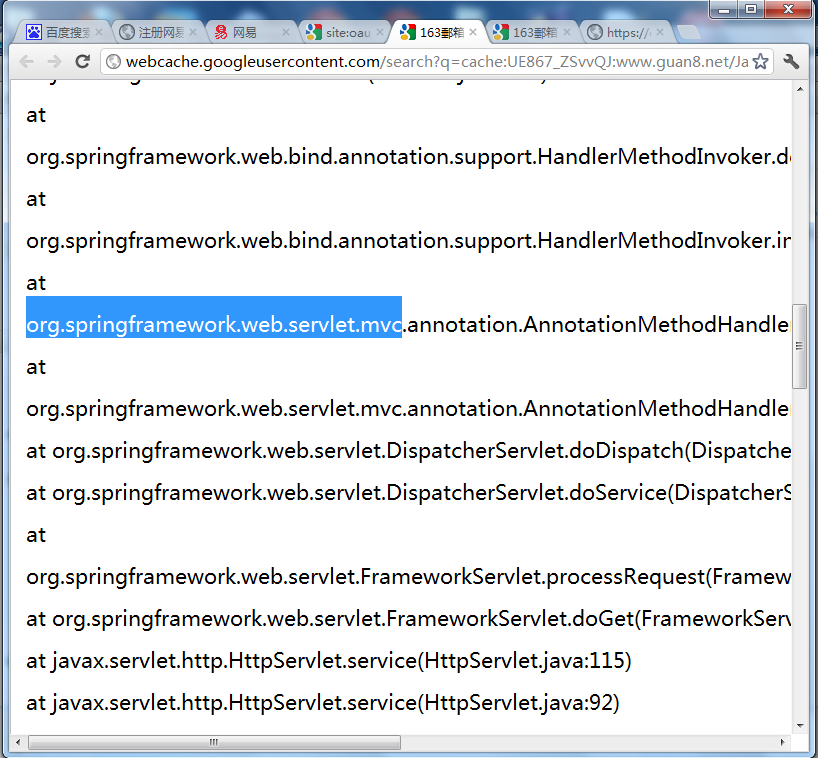 百度搜索 注册网易 网易 site:oau 163郵箱 163郵箱 https://
webcache.googleusercontent.com/search?q=cache:UE867_ZSvvQJ:www.guan8.net/Ja
at
org.springframework.web.bind.annotation.support.HandlerMethodInvoker.d
at
org.springframework.web.bind.annotation.support.HandlerMethodInvoker.in
at
org.springframework.web.servlet.mvc.annotation.AnnotationMethodHandle
at
org.springframework.web.servlet.mvc.annotation.AnnotationMethodHandle
at org.springframework.web.servlet.DispatcherServlet.doDispatch(Dispatche
at org.springframework.web.servlet.DispatcherServlet.doService(DispatcherS
at
org.springframework.web.servlet.FrameworkServlet.processRequest(Framew
at org.springframework.web.servlet.FrameworkServlet.doGet(FrameworkServ
at javax.servlet.http.HttpServlet.service(HttpServlet.java:115)
at javax.servlet.http.HttpServlet.service(HttpServlet.java:92)